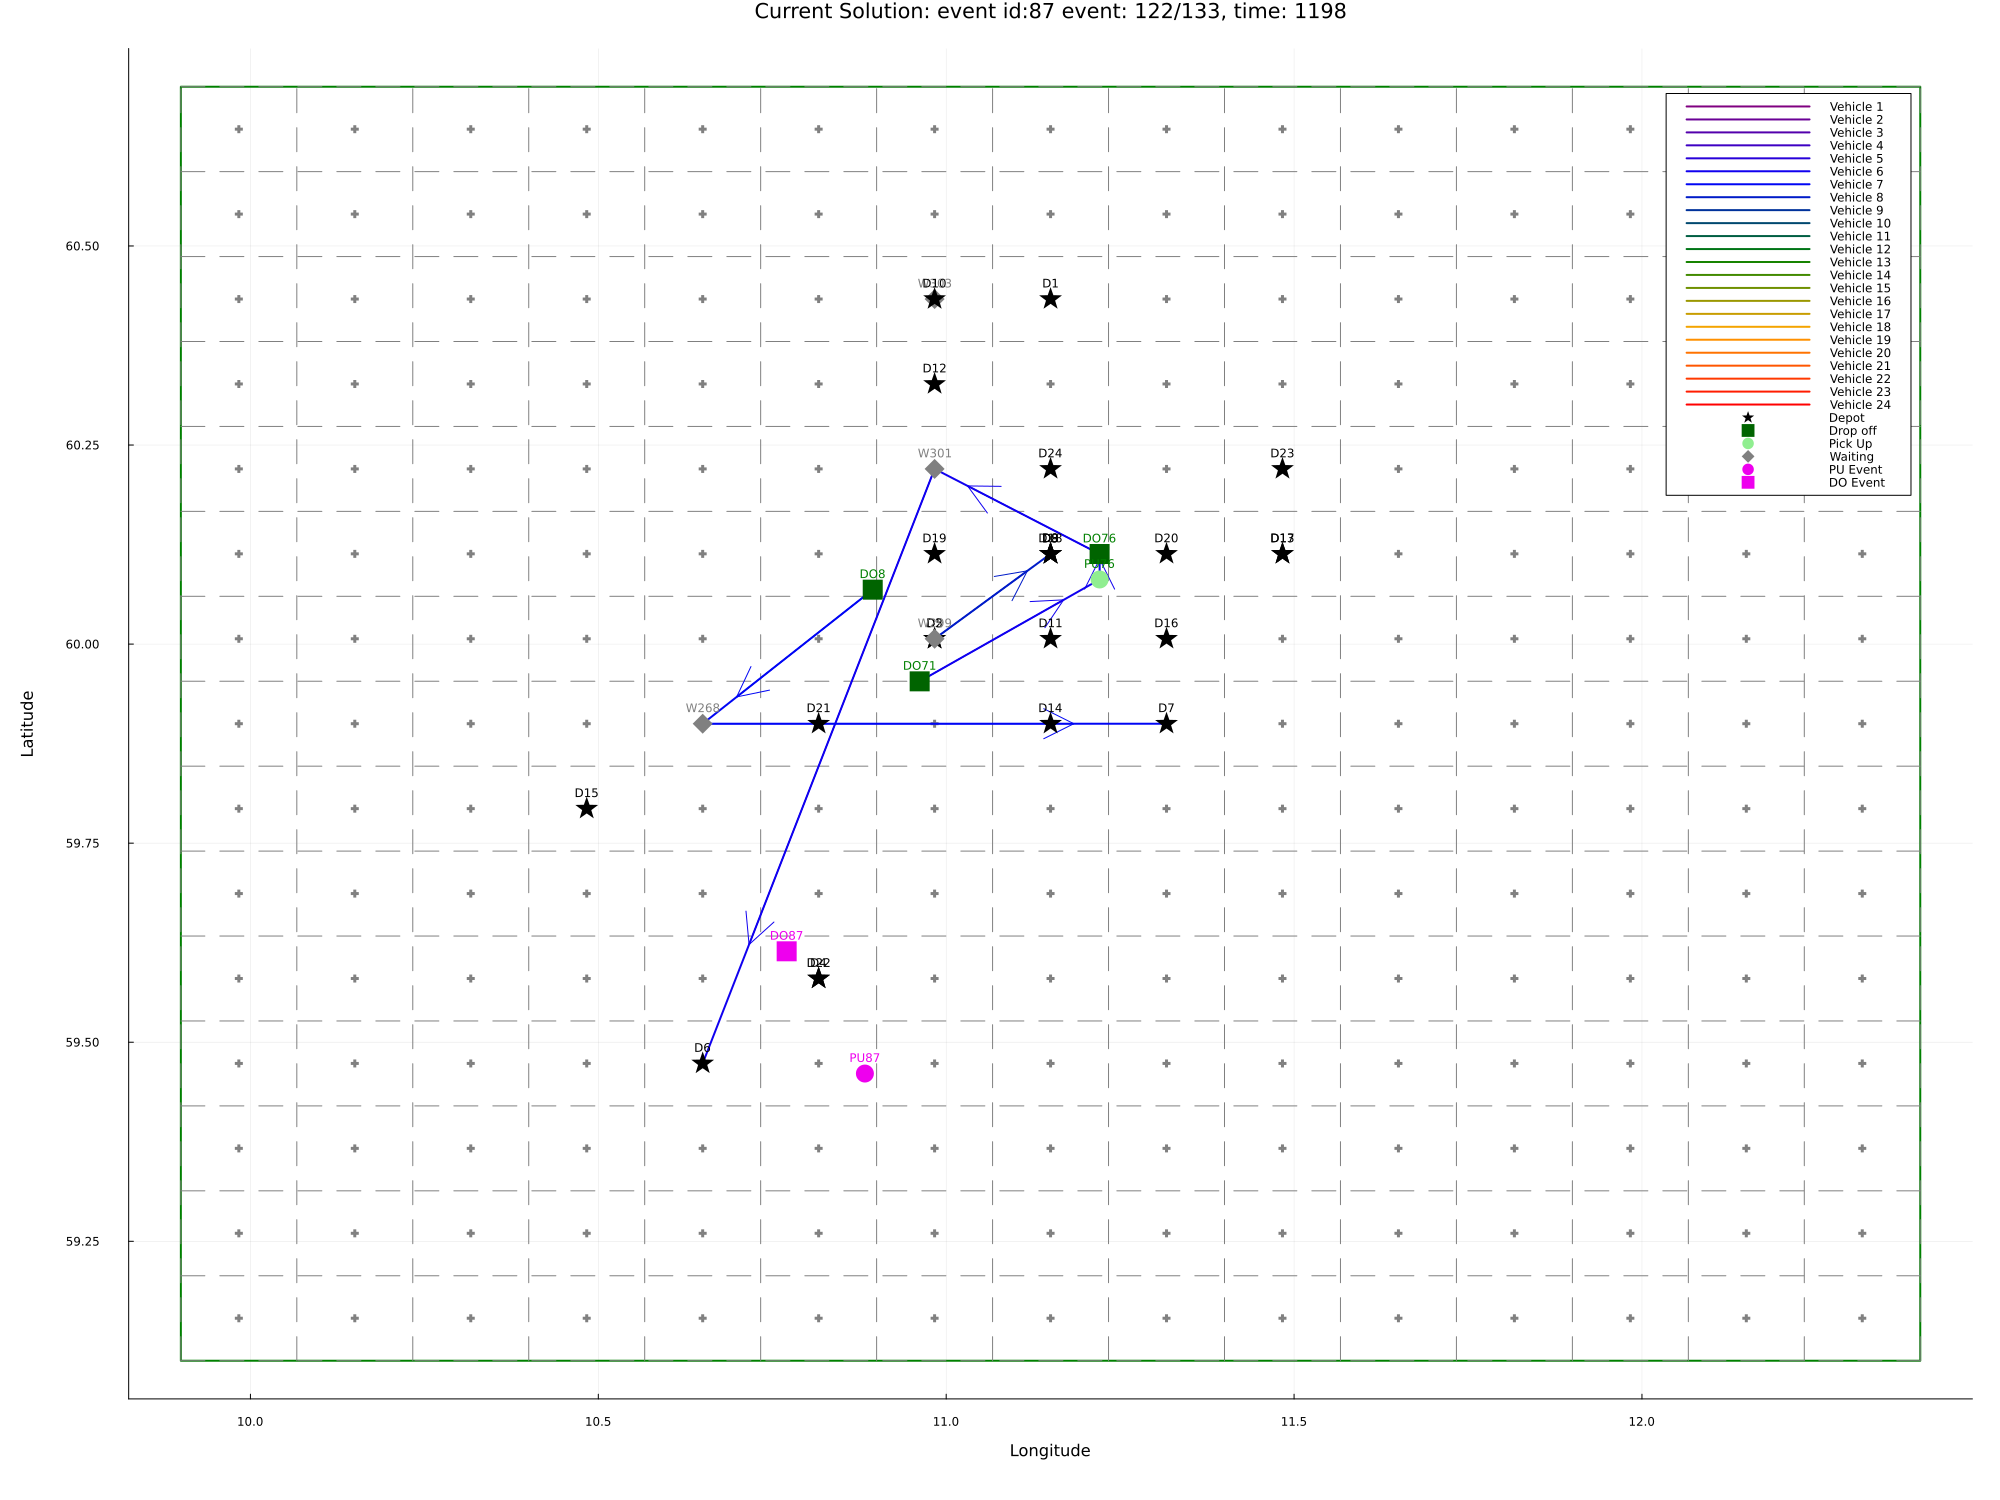 Current Solution: event id:87 event: 122/133, time: 1198
Vehicle 1
Vehicle 2
Vehicle 3
Vehicle 4
Vehicle 5
Vehicle 6
Vehicle 7
Vehicle 8
Vehicle 9
Vehicle 10
Vehicle 11
Vehicle 12
Vehicle 13
Vehicle 14
Vehicle 15
Vehicle 16
Vehicle 17
Vehicle 18
Vehicle 19
Vehicle 20
Vehicle 21
Vehicle 22
Vehicle 23
Vehicle 24
Depot
Drop off
Pick Up
Waiting
PU Event
DO Event
60.50
D10
D1
D12
60.25
W301
D24
D23
D19
DO76
D20
DO8
60.00
D11
D16
DO71
W268
D21
D14
D7
Latitude
D15
59.75
DO87
59.50
D6
PU87
59.25
10.0
10.5
11.0
11.5
12.0
Longitude